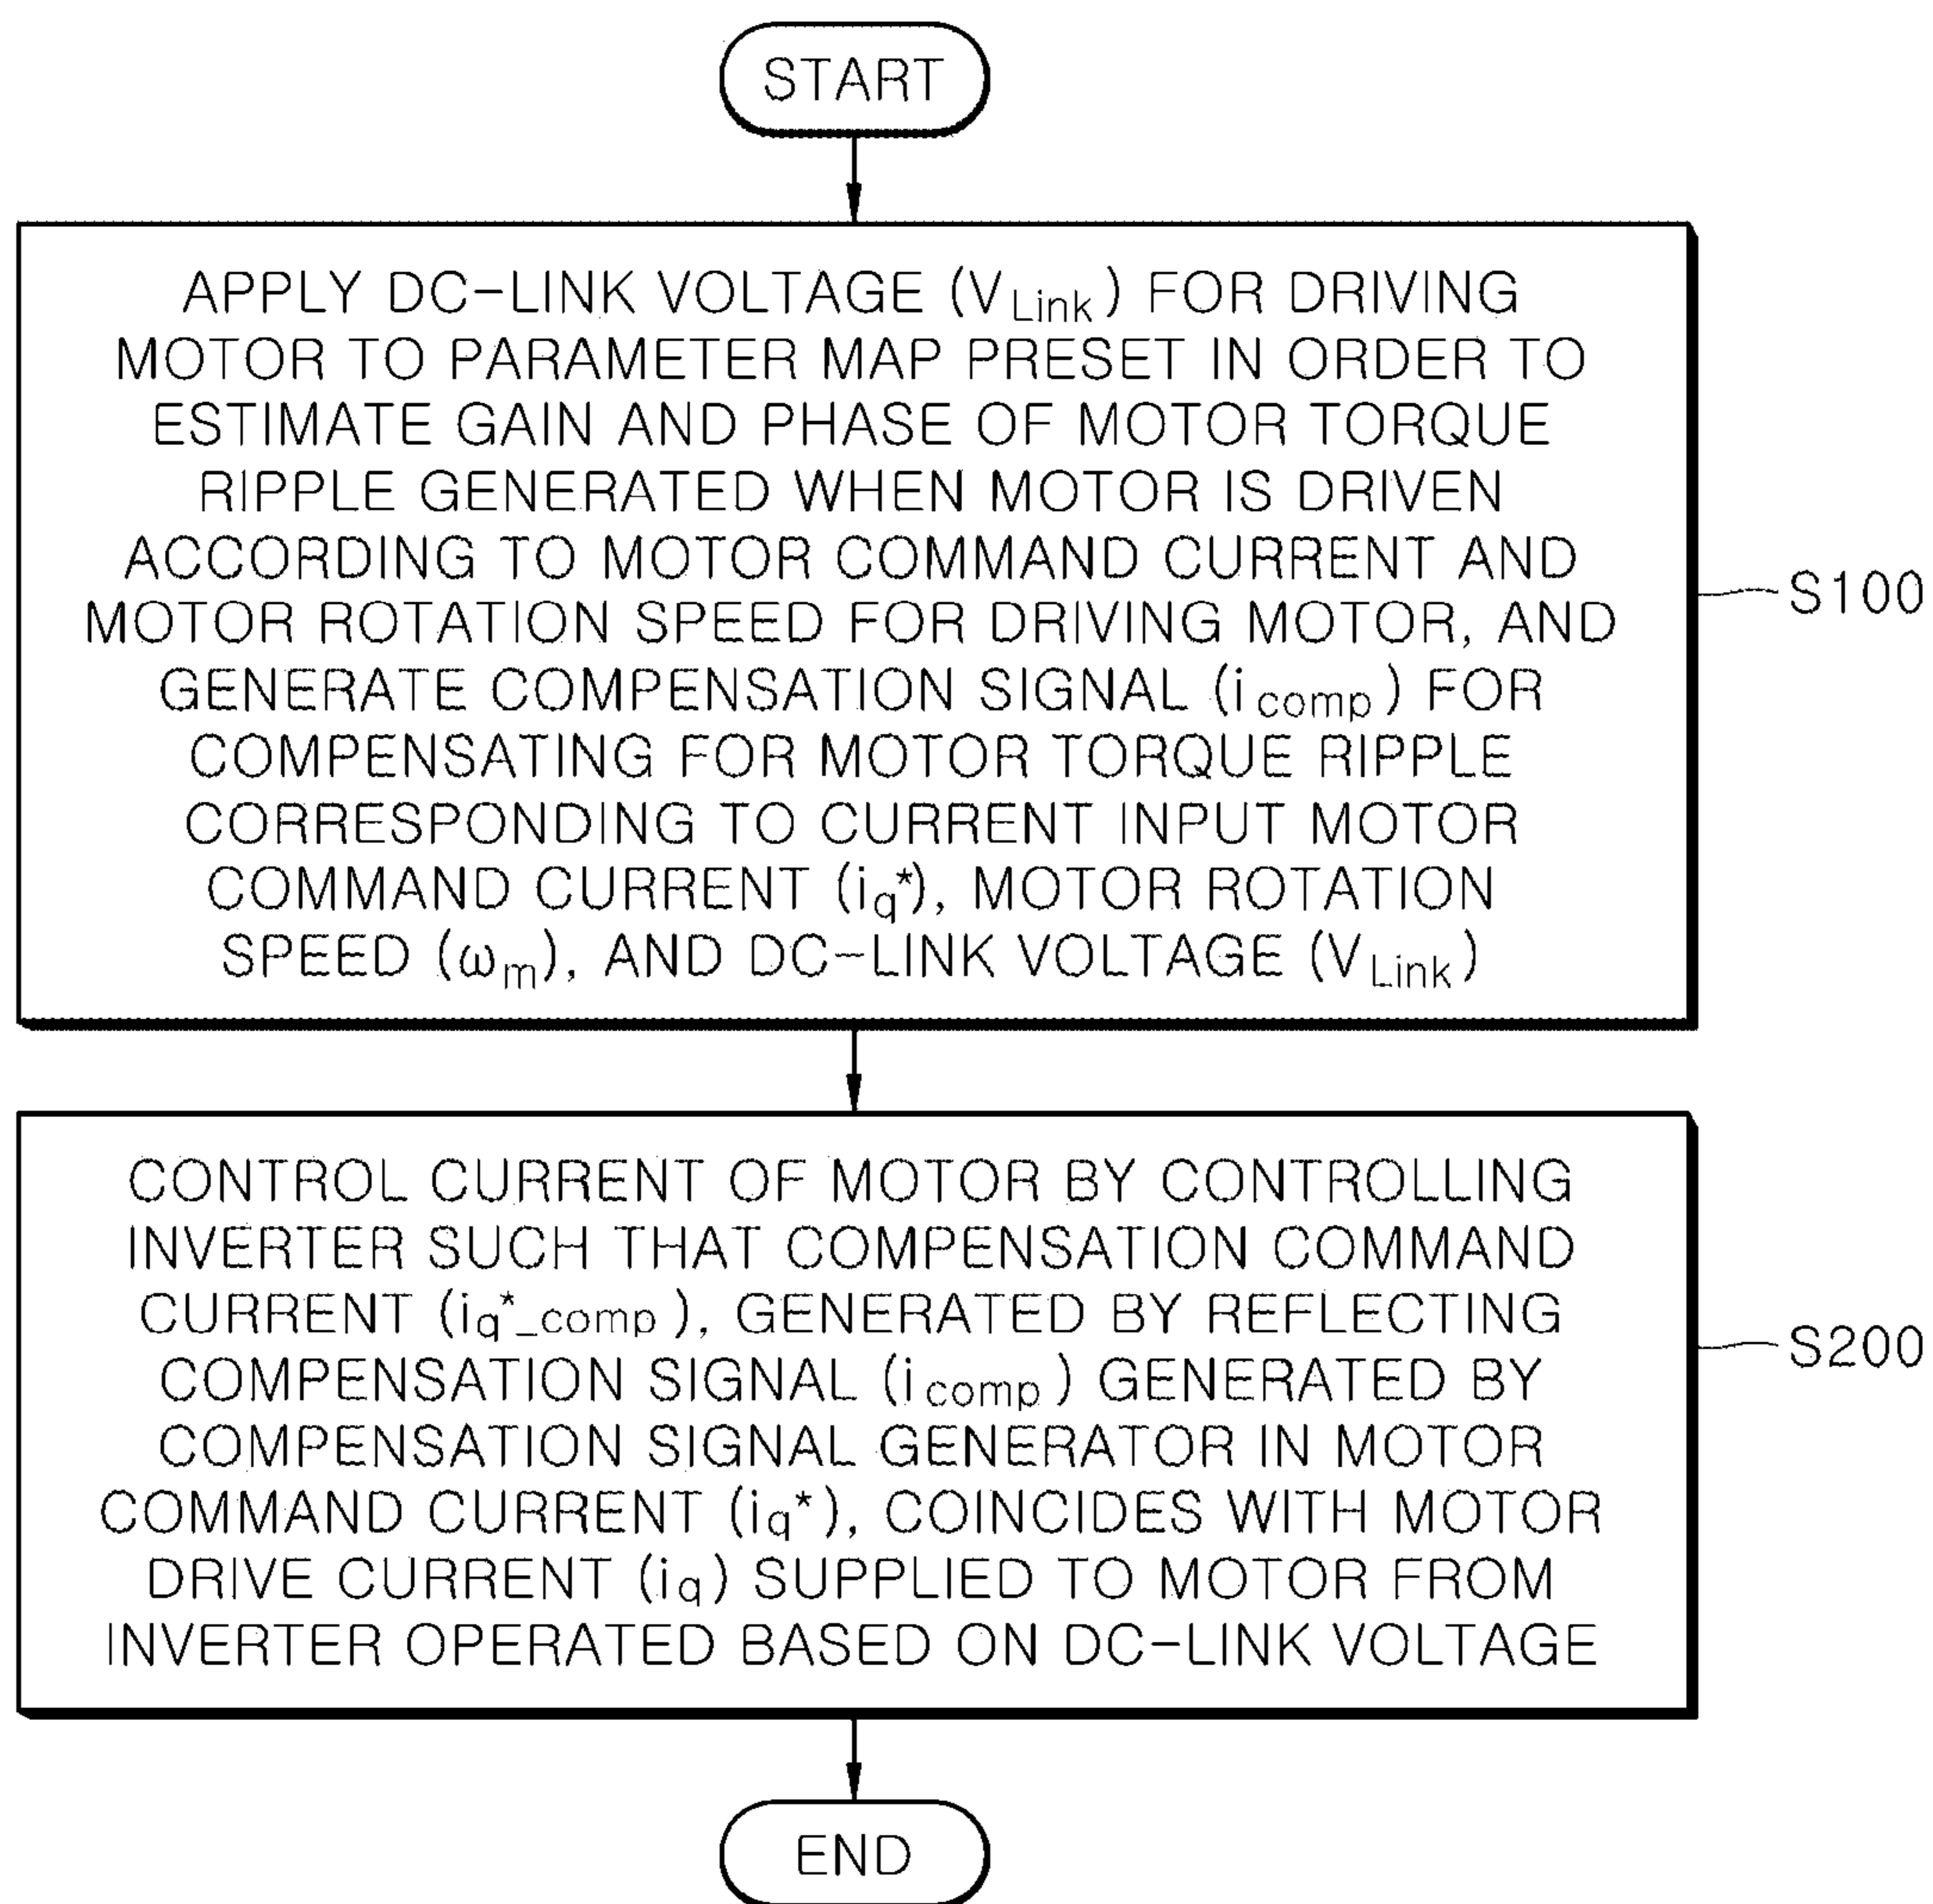 START
APPLY DC-LINK VOLTAGE (VLink) FOR DRIVING
MOTOR TO PARAMETER MAP PRESET IN ORDER TO
ESTIMATE GAIN AND PHASE OF MOTOR TORQUE
RIPPLE GENERATED WHEN MOTOR IS DRIVEN
ACCORDING TO MOTOR COMMAND CURRENT AND
MOTOR ROTATION SPEED FOR DRIVING MOTOR, AND
GENERATE COMPENSATION SIGNAL (icomp) FOR
COMPENSATING FOR MOTOR TORQUE RIPPLE
CORRESPONDING TO CURRENT INPUT MOTOR
COMMAND CURRENT (iq*), MOTOR ROTATION
SPEED (ωm), AND DC-LINK VOLTAGE (VLink)
S100
CONTROL CURRENT OF MOTOR BY CONTROLLING
INVERTER SUCH THAT COMPENSATION COMMAND
CURRENT (iq*_comp), GENERATED BY REFLECTING
COMPENSATION SIGNAL (icomp) GENERATED BY
COMPENSATION SIGNAL GENERATOR IN MOTOR
COMMAND CURRENT (iq*), COINCIDES WITH MOTOR
DRIVE CURRENT (iq) SUPPLIED TO MOTOR FROM
INVERTER OPERATED BASED ON DC-LINK VOLTAGE
S200
END